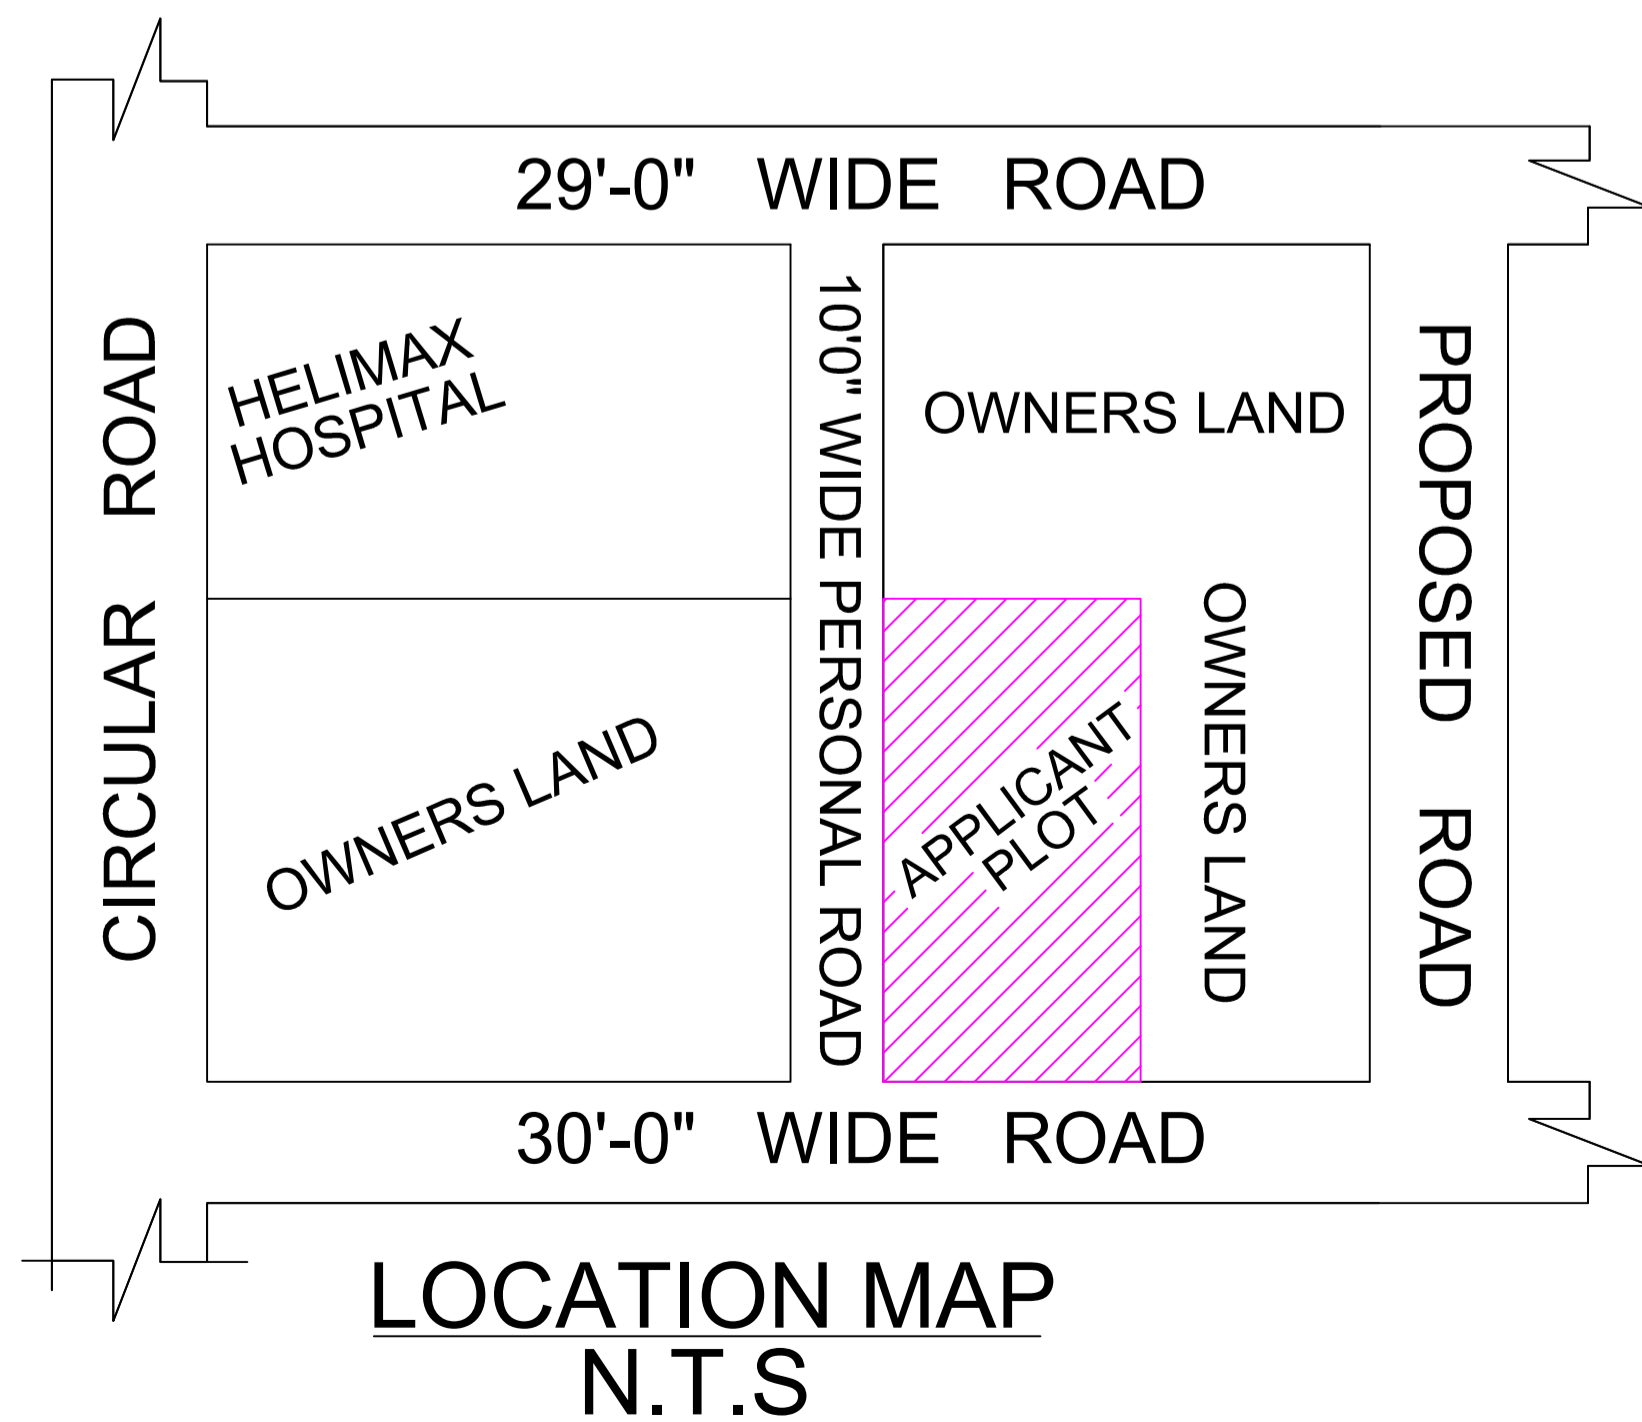 29'-0" WIDE ROAD
CIRCULAR ROAD
HELIMAX
HOSPITAL
10'0" WIDE PERSONAL ROAD
OWNERS LAND
PROPOSED ROAD
OWNERS LAND
APPLICANT
PLOT
OWNERS LAND
30'-0" WIDE ROAD
LOCATION MAP
N.T.S